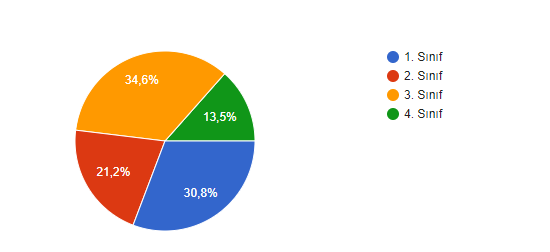 34,6%
13,5%
21,2%
30,8%
1. Sınıf
2. Sınıf
3. Sınıf
4. Sınıf